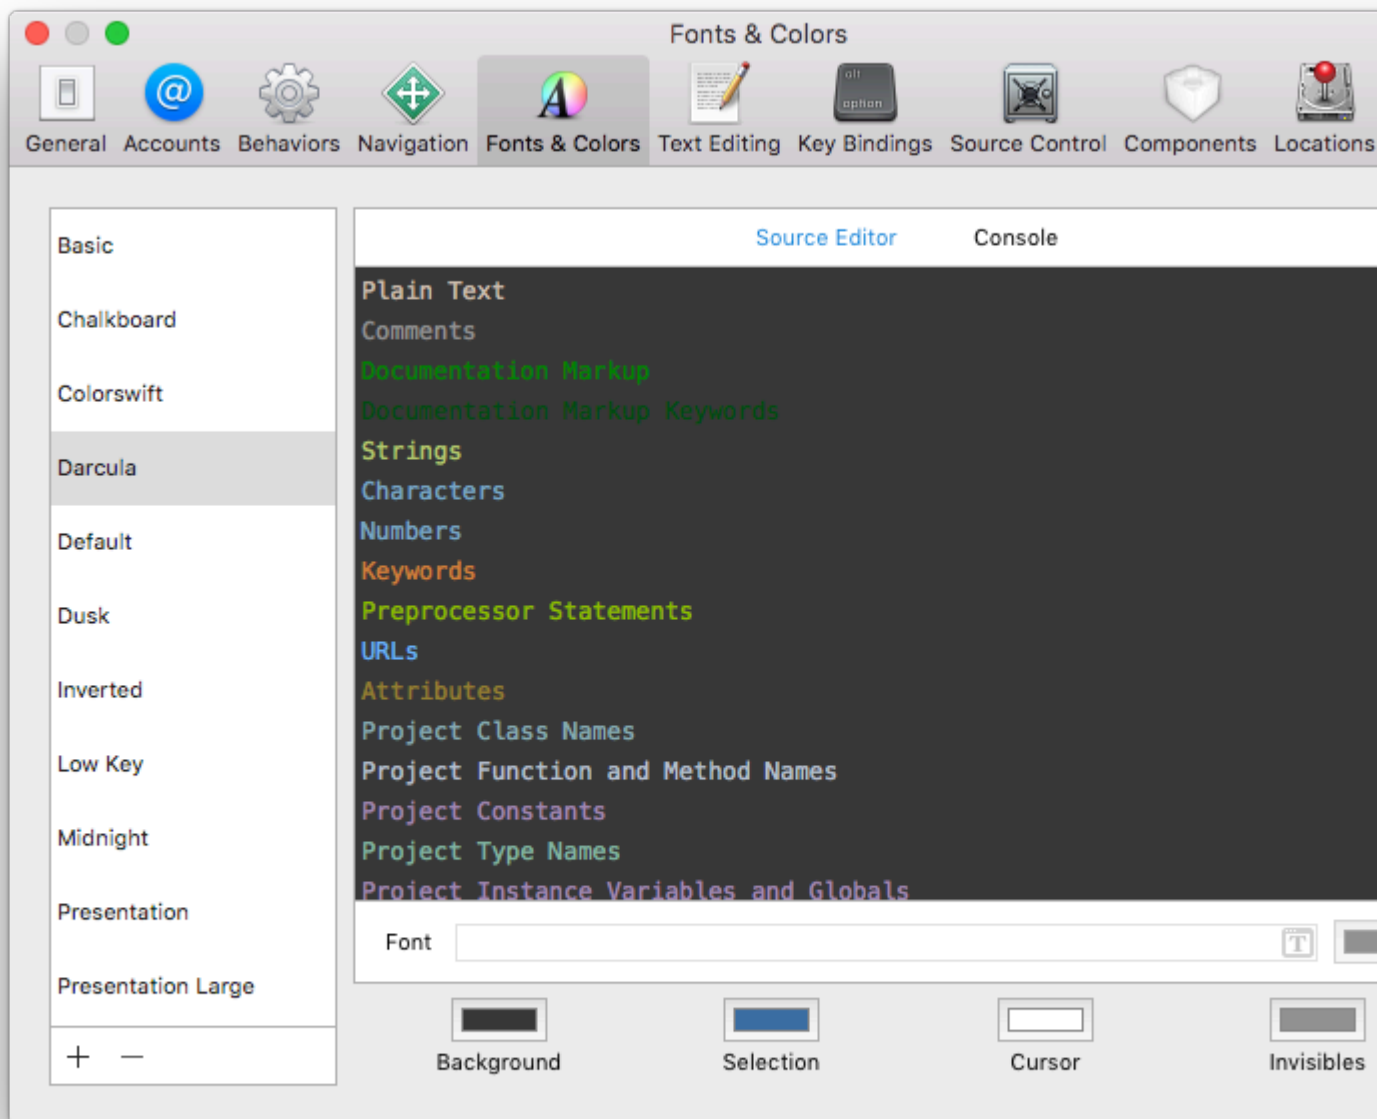 Fonts & Colors
alt
option
General Accounts Behaviors Navigation Fonts & Colors Text Editing Key Bindings Source Control Components Locations
Basic
Chalkboard
Colorswift
Darcula
Default
Dusk
Inverted
Low Key
Midnight
Presentation
Presentation Large
+ −
Source Editor Console
Plain Text
Comments
Documentation Markup
Documentation Markup Keywords
Strings
Characters
Numbers
Keywords
Preprocessor Statements
URLs
Attributes
Project Class Names
Project Function and Method Names
Project Constants
Project Type Names
Project Instance Variables and Globals
Font
Background Selection Cursor Invisibles